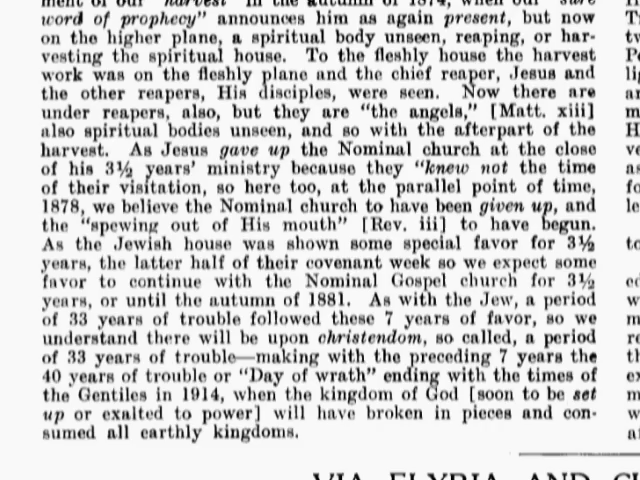 ment of our "harvest" in the autumn of 1874, when our "sure
word of prophecy" announces him as again present, but now
on the higher plane, a spiritual body unseen, reaping, or har-
vesting the spiritual house. To the fleshly house the harvest
work was on the fleshly plane and the chief reaper, Jesus and
the other reapers, His disciples, were seen. Now there are
under reapers, also, but they are "the angels," [Matt. xiii]
also spiritual bodies unseen, and so with the afterpart of the
harvest. As Jesus gave up the Nominal church at the close
of his 3½ years' ministry because they "knew not the time
of their visitation, so here too, at the parallel point of time,
1878, we believe the Nominal church to have been given up, and
the "spewing out of His mouth" [Rev. iii] to have begun.
As the Jewish house was shown some special favor for 3½
years, the latter half of their covenant week so we expect some
favor to continue with the Nominal Gospel church for 3½
years, or until the autumn of 1881. As with the Jew, a period
of 33 years of trouble followed these 7 years of favor, so we
understand there will be upon christendom, so called, a period
of 33 years of trouble—making with the preceding 7 years the
40 years of trouble or "Day of wrath" ending with the times of
the Gentiles in 1914, when the kingdom of God [soon to be set
up or exalted to power] will have broken in pieces and con-
sumed all earthly kingdoms.